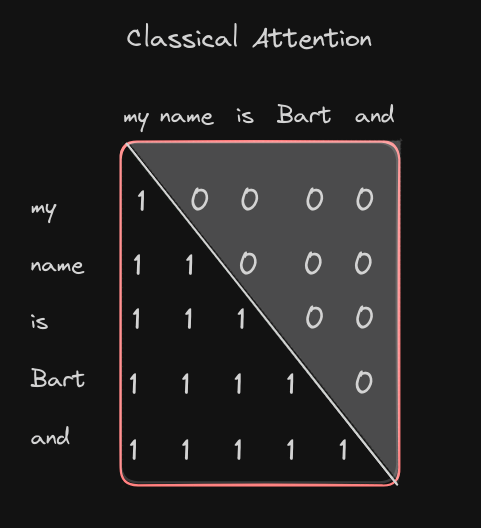 Classical Attention
my name is Bart and
my 1 0 0 0 0
name 1 1 0 0 0
is 1 1 1 0 0
Bart 1 1 1 1 0
and 1 1 1 1 1